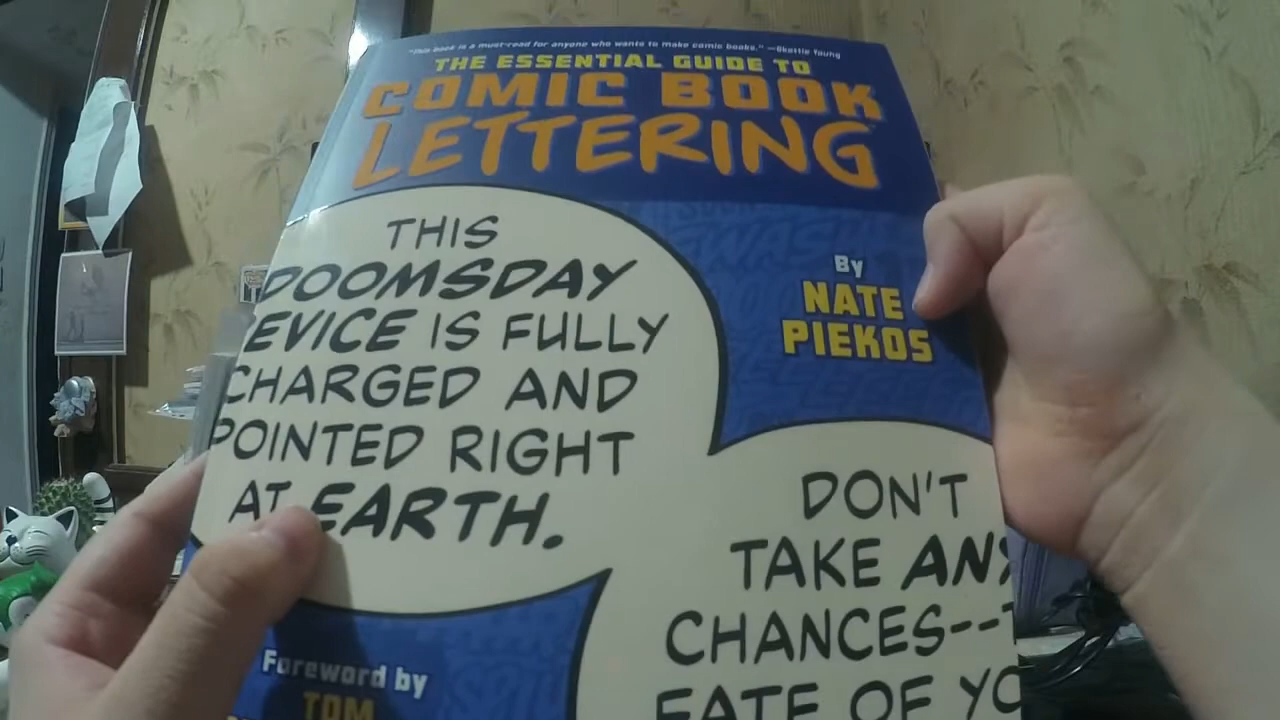 "This book is a must-read for anyone who wants to make comic books." —Skottie Young
THE ESSENTIAL GUIDE TO
COMIC BOOK
LETTERING
THIS
DOOMSDAY
EVICE IS FULLY
CHARGED AND
POINTED RIGHT
AT EARTH.
By
NATE
PIEKOS
DON'T
TAKE ANY
CHANCES--
FATE OF YO
Foreword by
TOM